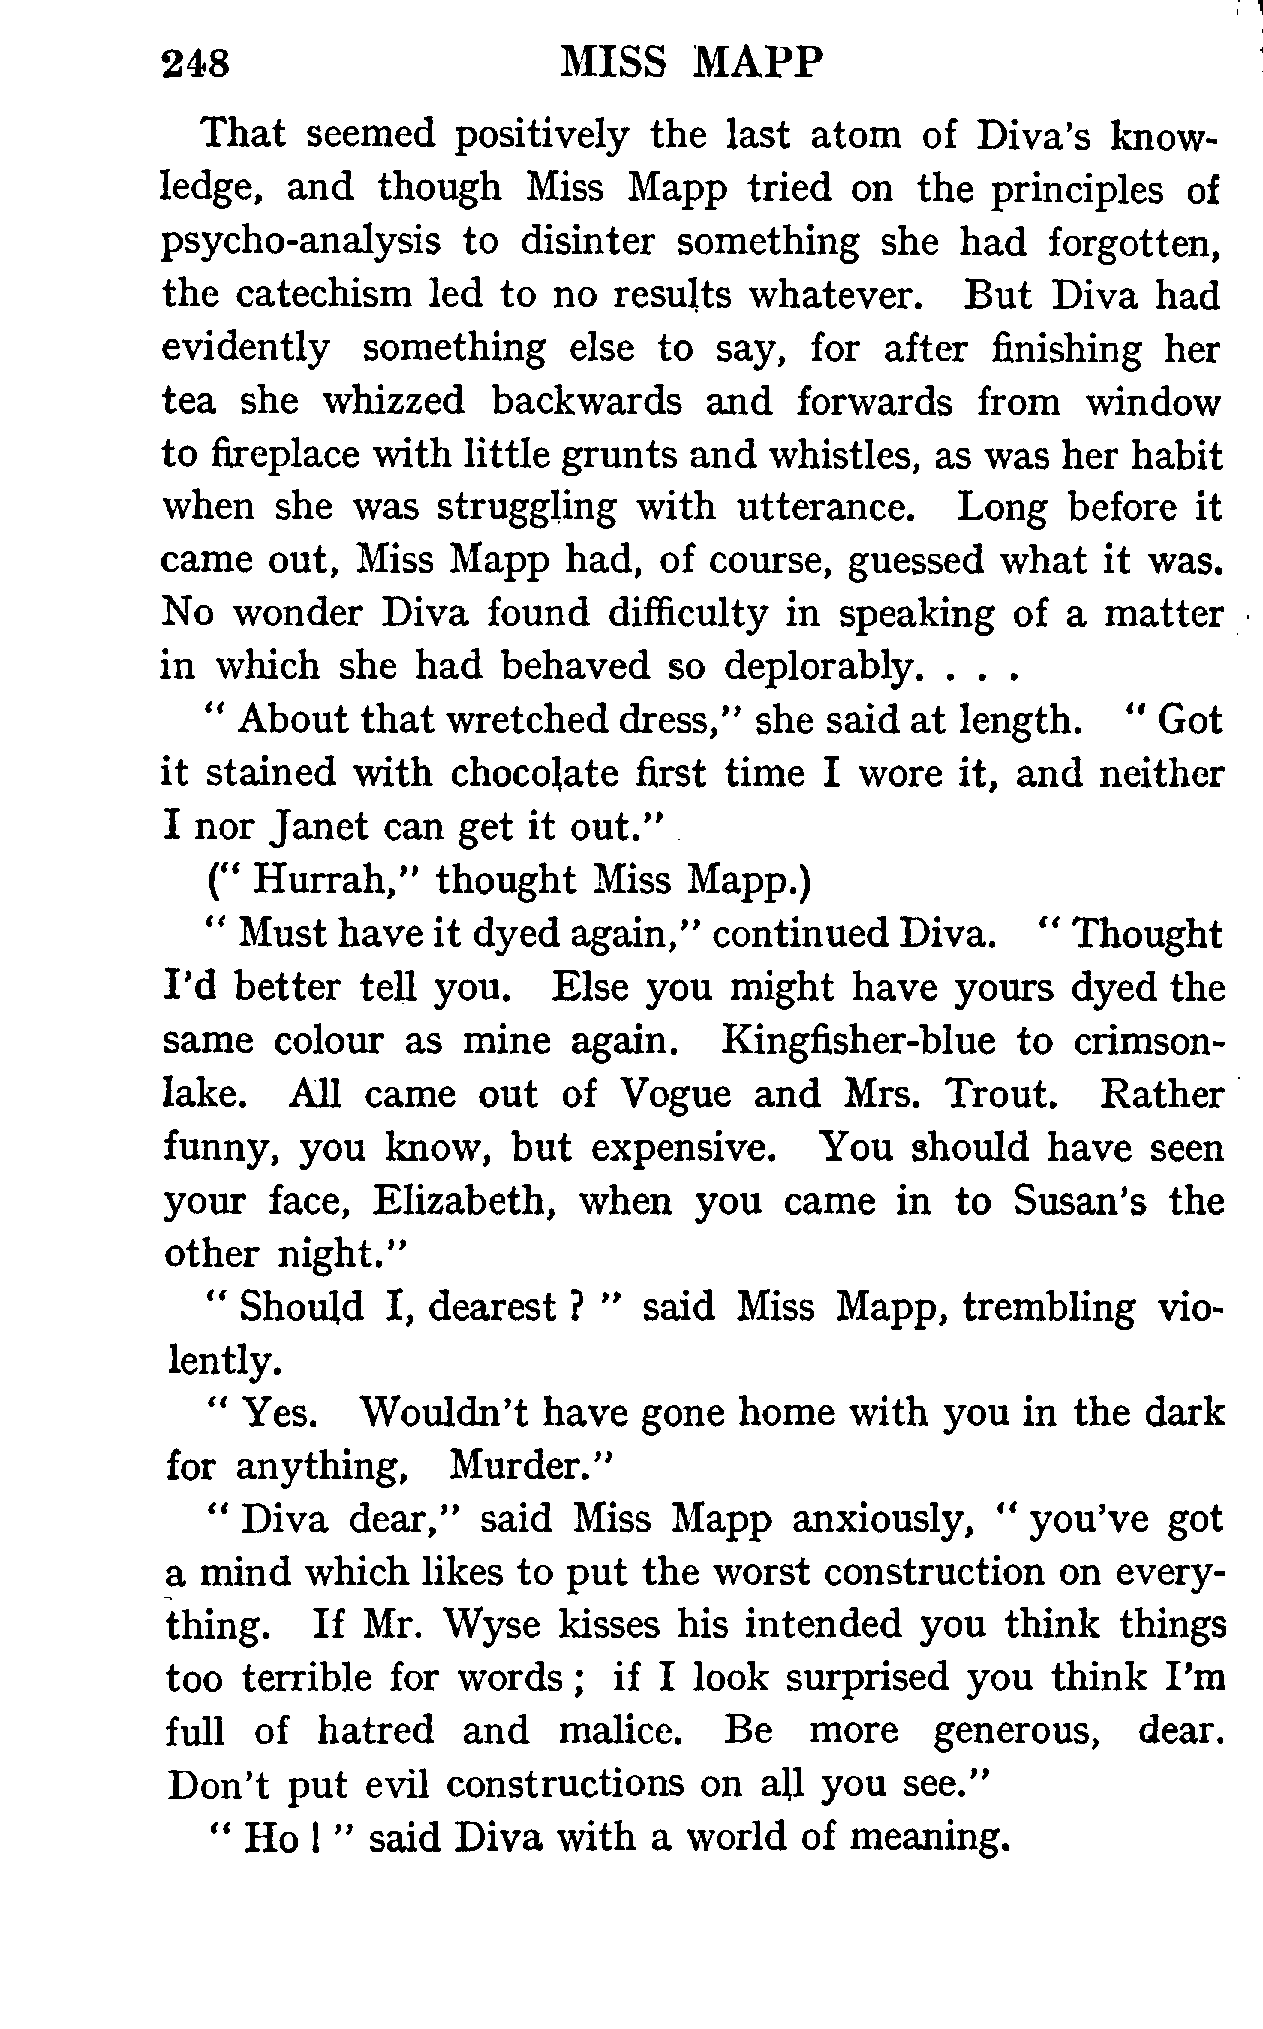 248 MISS MAPP
That seemed positively the last atom of Diva's know-
ledge, and though Miss Mapp tried on the principles of
psycho-analysis to disinter something she had forgotten,
the catechism led to no results whatever. But Diva had
evidently something else to say, for after finishing her
tea she whizzed backwards and forwards from window
to fireplace with little grunts and whistles, as was her habit
when she was struggling with utterance. Long before it
came out, Miss Mapp had, of course, guessed what it was.
No wonder Diva found difficulty in speaking of a matter
in which she had behaved so deplorably. . . .
" About that wretched dress," she said at length. " Got
it stained with chocolate first time I wore it, and neither
I nor Janet can get it out."
(" Hurrah," thought Miss Mapp.)
" Must have it dyed again," continued Diva. " Thought
I'd better tell you. Else you might have yours dyed the
same colour as mine again. Kingfisher-blue to crimson-
lake. All came out of Vogue and Mrs. Trout. Rather
funny, you know, but expensive. You should have seen
your face, Elizabeth, when you came in to Susan's the
other night."
" Should I, dearest ? " said Miss Mapp, trembling vio-
lently.
" Yes. Wouldn't have gone home with you in the dark
for anything, Murder."
" Diva dear," said Miss Mapp anxiously, " you've got
a mind which likes to put the worst construction on every-
thing. If Mr. Wyse kisses his intended you think things
too terrible for words ; if I look surprised you think I'm
full of hatred and malice. Be more generous, dear.
Don't put evil constructions on all you see."
" Ho ! " said Diva with a world of meaning.